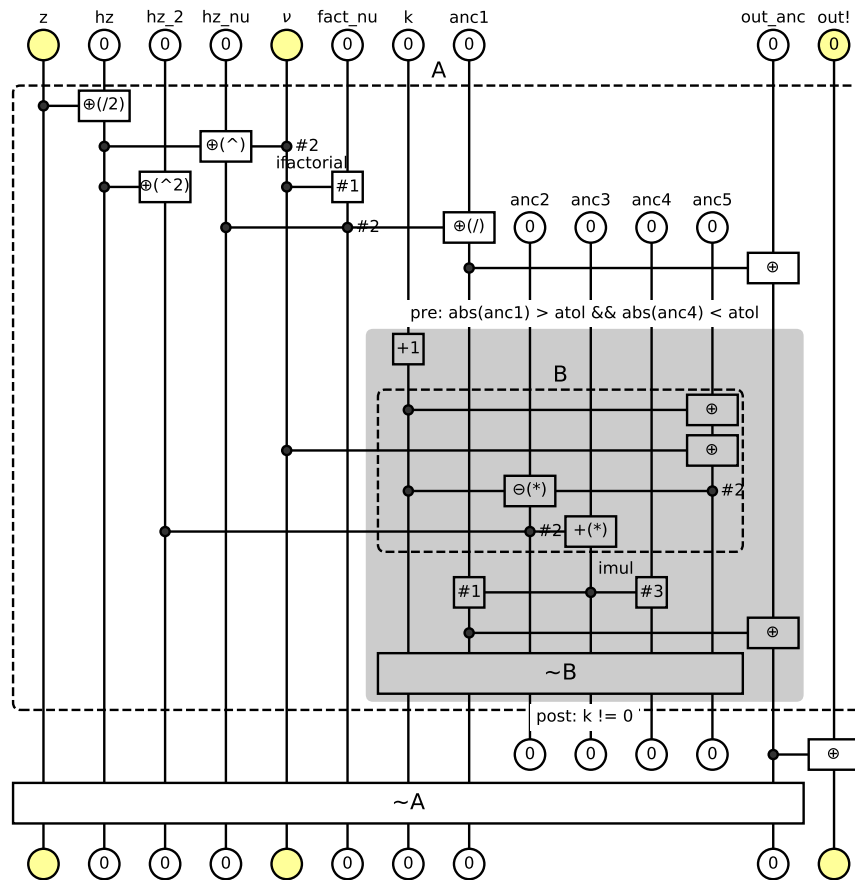 z hz hz_2 hz_nu ν fact_nu k anc1 out_anc out!
0 0 0 0 0 0 0 0
A
⊕(/2)
⊕(^) #2
ifactorial
⊕(^2) #1
anc2 anc3 anc4 anc5
#2 ⊕(/) 0 0 0 0
⊕
pre: abs(anc1) > atol && abs(anc4) < atol
+1
B
⊕
⊕
⊖(*) #2
#2 +(*)
imul
#1 #3
⊕
~B
post: k != 0
0 0 0 0 ⊕
~A
0 0 0 0 0 0 0